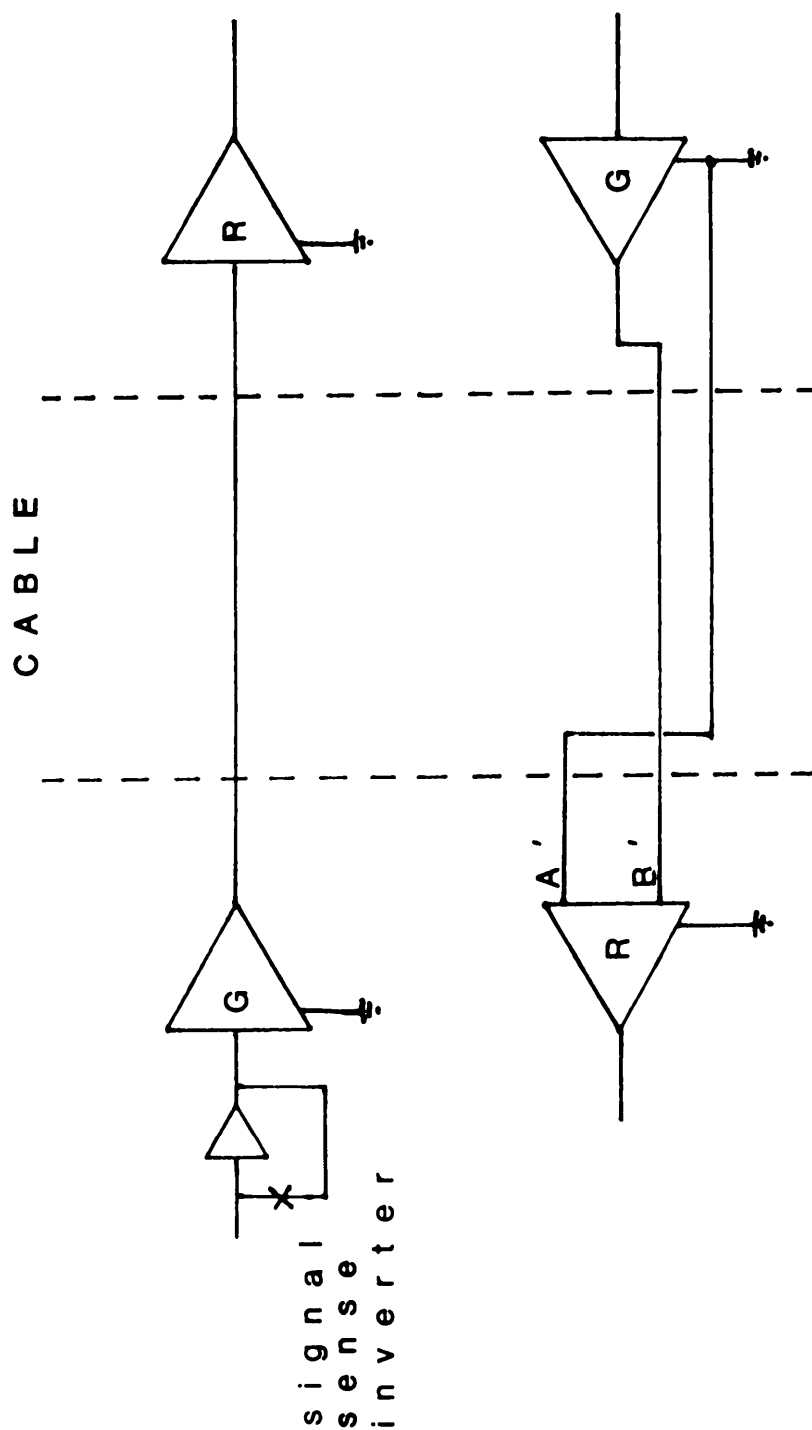 CABLE
G R
signal
sense
inverter
A'
R G
B'